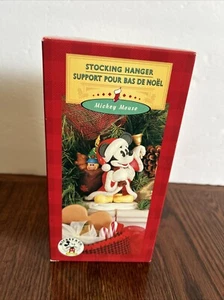 STOCKING HANGER
SUPPORT POUR BAS DE NOËL
Mickey Mouse